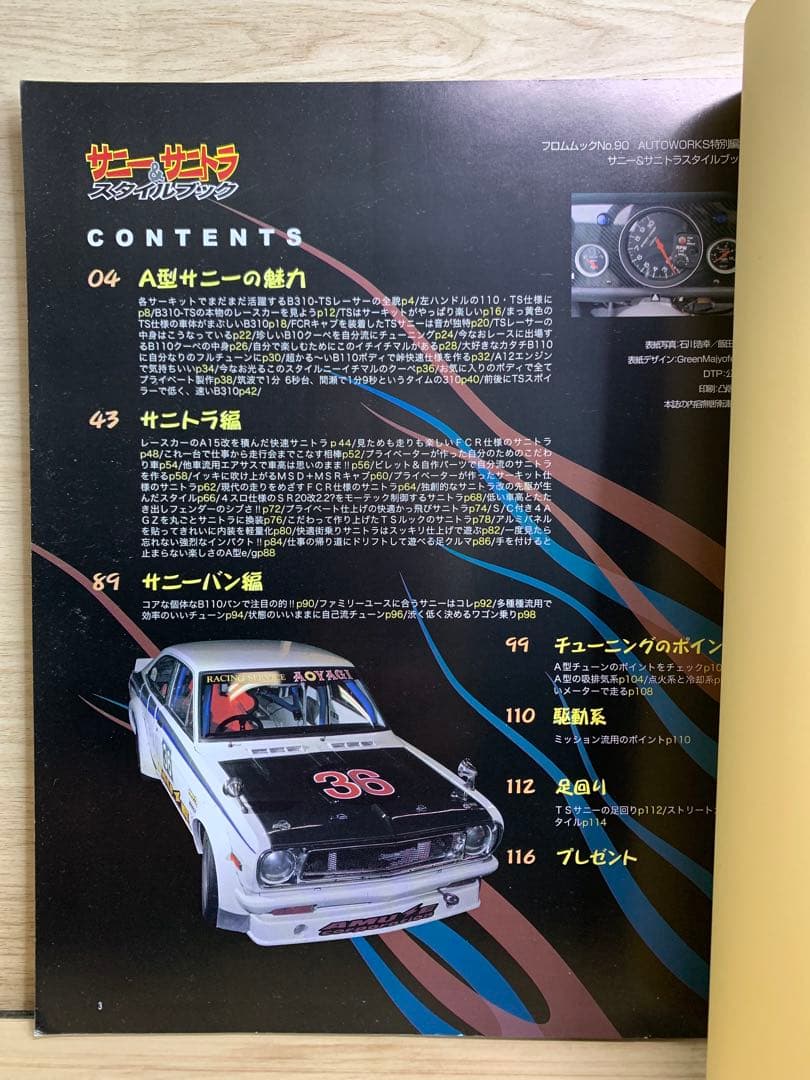 サニー&サニトラ
スタイルブック
フロムムックNo.90 AUTOWORKS特別編
サニー&サニトラスタイルブッ
CONTENTS
04 A型サニーの魅力
各サーキットでまだまだ活躍するB310-TSレーサーの全貌p4/左ハンドルの110・TS仕様に
p8/B310-TSの本物のレースカーを見ようp12/TSはサーキットがやっぱり楽しいp16/まっ黄色の
TS仕様の車体がまぶしいB310p18/FCRキャブを装着したTSサニーは音が独特p20/TSレーサーの
中身はこうなっているp22/珍しいB110クーペを自分流にチューニングp24/今なおレースに出場す
るB110クーペの中身p26/自分で楽しむためにこのイチイチマルがあるp28/大好きなカタチB110
に自分なりのフルチューンにp30/超かる〜いB110ボディで峠快速仕様を作るp32/A12エンジン
で気持ちいいp34/今なお光るこのスタイルニーイチマルのクーペp36/お気に入りのボディで全て
プライベート製作p38/筑波で1分 6秒台、間瀬で1分9秒というタイムの310p40/前後にTSスポイ
ラーで低く、速いB310p42/
表紙写真:石川皓章/飯田
表紙デザイン:GreenMajyofe
DTP:公
印刷:凸
本誌の内容無断転
43 サニトラ編
レースカーのA15改を積んだ快速サニトラp44/見ためも走りも楽しいFCR仕様のサニトラ
p48/これ一台で仕事から走行会までこなす相棒p52/プライベーターが作った自分のためのこだわ
り車p54/他車流用エアサスで車高は思いのまま!!p56/ビレット&自作パーツで自分流のサニトラ
を作るp58/イッキに吹け上がるMSD+MSRキャブp60/プライベーターが作ったサーキット仕
様のサニトラp62/現代の走りをめざすFCR仕様のサニトラp64/独創的なサニトラ改の先駆が生
んだスタイルp66/4スロ仕様のSR20改2.2?をモーテック制御するサニトラp68/低い車高とたた
き出しフェンダーのシブさ!!p72/プライベート仕上げの快適かっ飛びサニトラp74/S/C付き4A
GZを丸ごとサニトラに換装p76/こだわって作り上げたTSルックのサニトラp78/アルミパネル
を貼ってきれいに内装を軽量化p80/快適街乗りサニトラはスッキリ仕上げで遊ぶp82/一度見たら
忘れない強烈なインパクト!!p84/仕事の帰り道にドリフトして遊べる足クルマp86/手を付けると
止まらない楽しさのA型e/gp88
89 サニーバン編
コアな個体なB110バンで注目の的!!p90/ファミリーユースに合うサニーはコレp92/多種種流用で
効率のいいチューンp94/状態のいいままに自己流チューンp96/渋く低く決めるワゴン乗りp98
99 チューニングのポイン
A型チューンのポイントをチェックp10
A型の吸排気系p104/点火系と冷却系p
いメーターで走るp108
110 駆動系
ミッション流用のポイントp110
112 足回り
TSサニーの足回りp112/ストリート
タイルp114
116 プレゼント
RACING SERVICE AOYAGI
36
AMUSE
corporation
3